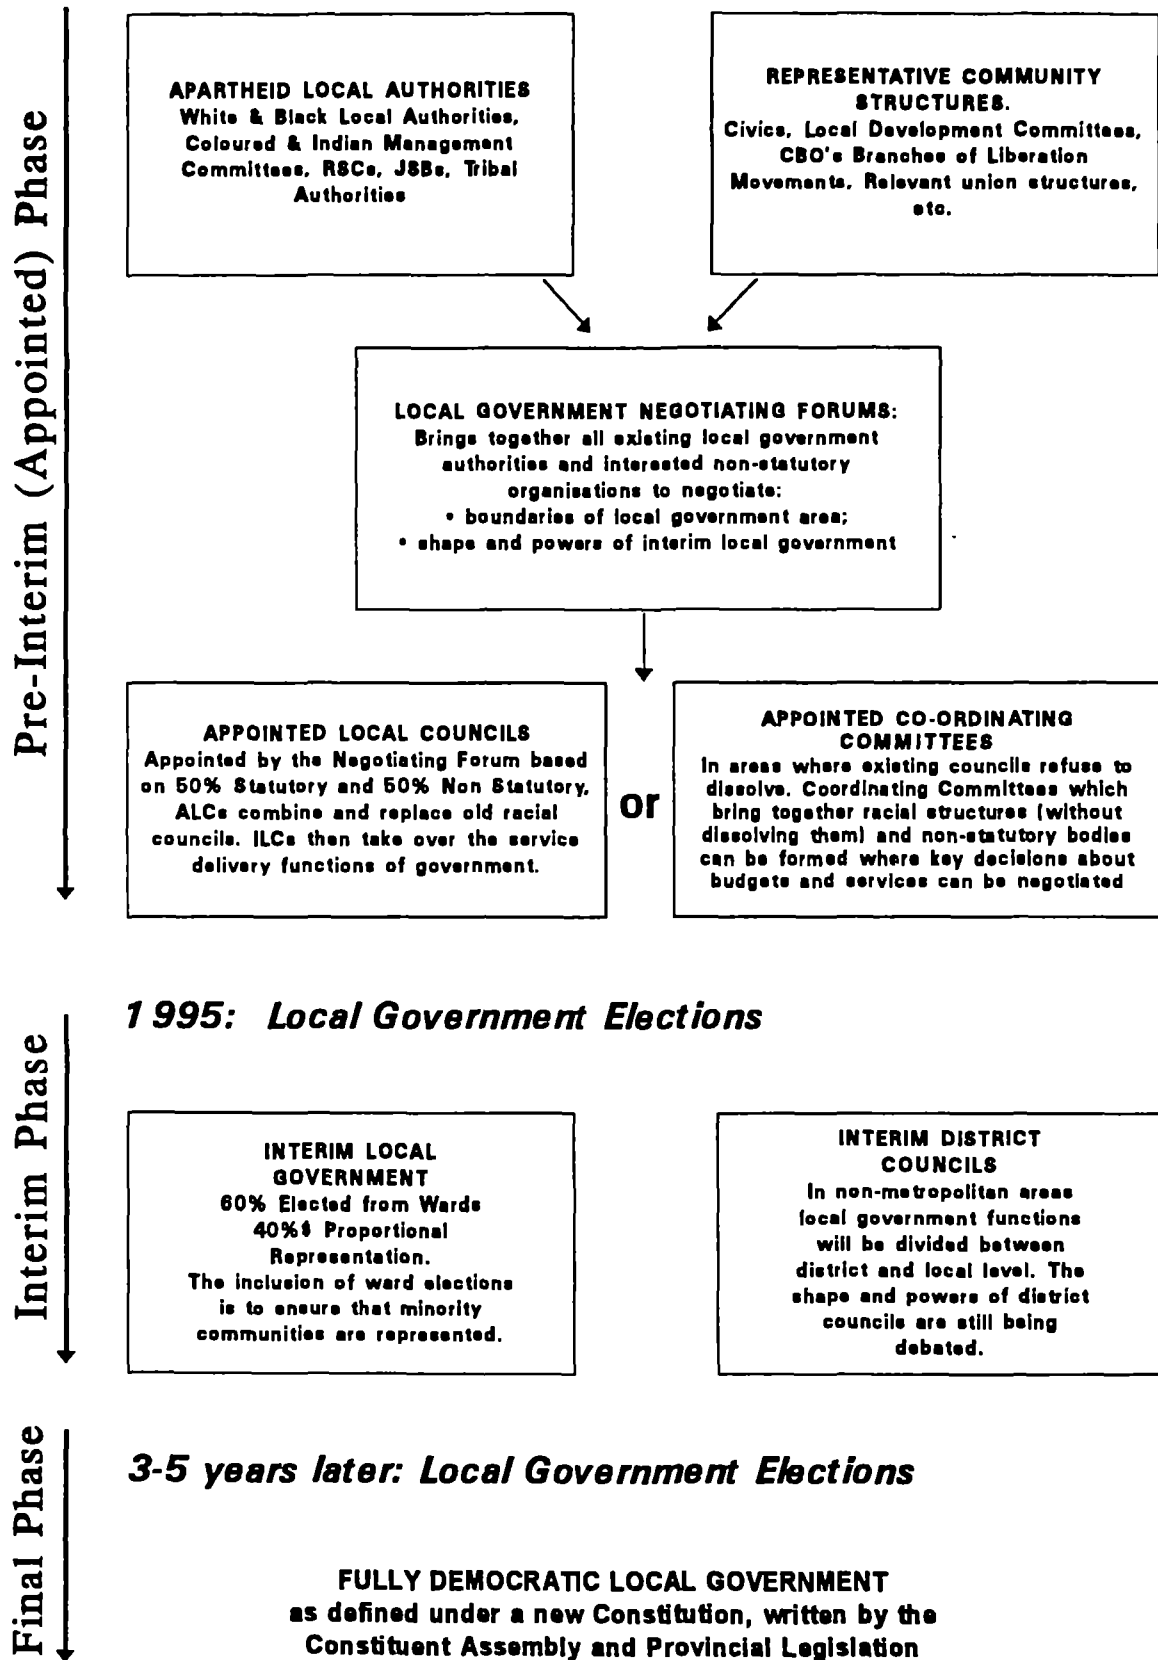 Pre-Interim (Appointed) Phase
APARTHEID LOCAL AUTHORITIES
White & Black Local Authorities,
Coloured & Indian Management
Committees, RSCs, JSBs, Tribal
Authorities
REPRESENTATIVE COMMUNITY
STRUCTURES.
Civics, Local Development Committees,
CBO's Branches of Liberation
Movements, Relevant union structures,
etc.
LOCAL GOVERNMENT NEGOTIATING FORUMS:
Brings together all existing local government
authorities and interested non-statutory
organisations to negotiate:
• boundaries of local government area;
• shape and powers of interim local government
APPOINTED LOCAL COUNCILS
Appointed by the Negotiating Forum based
on 50% Statutory and 50% Non Statutory,
ALCs combine and replace old racial
councils. ILCs then take over the service
delivery functions of government.
or
APPOINTED CO-ORDINATING
COMMITTEES
In areas where existing councils refuse to
dissolve. Coordinating Committees which
bring together racial structures (without
dissolving them) and non-statutory bodies
can be formed where key decisions about
budgets and services can be negotiated
Interim Phase
1995: Local Government Elections
INTERIM LOCAL
GOVERNMENT
60% Elected from Wards
40%$ Proportional
Representation.
The inclusion of ward elections
is to ensure that minority
communities are represented.
INTERIM DISTRICT
COUNCILS
In non-metropolitan areas
local government functions
will be divided between
district and local level. The
shape and powers of district
councils are still being
debated.
Final Phase
3-5 years later: Local Government Elections
FULLY DEMOCRATIC LOCAL GOVERNMENT
as defined under a new Constitution, written by the
Constituent Assembly and Provincial Legislation